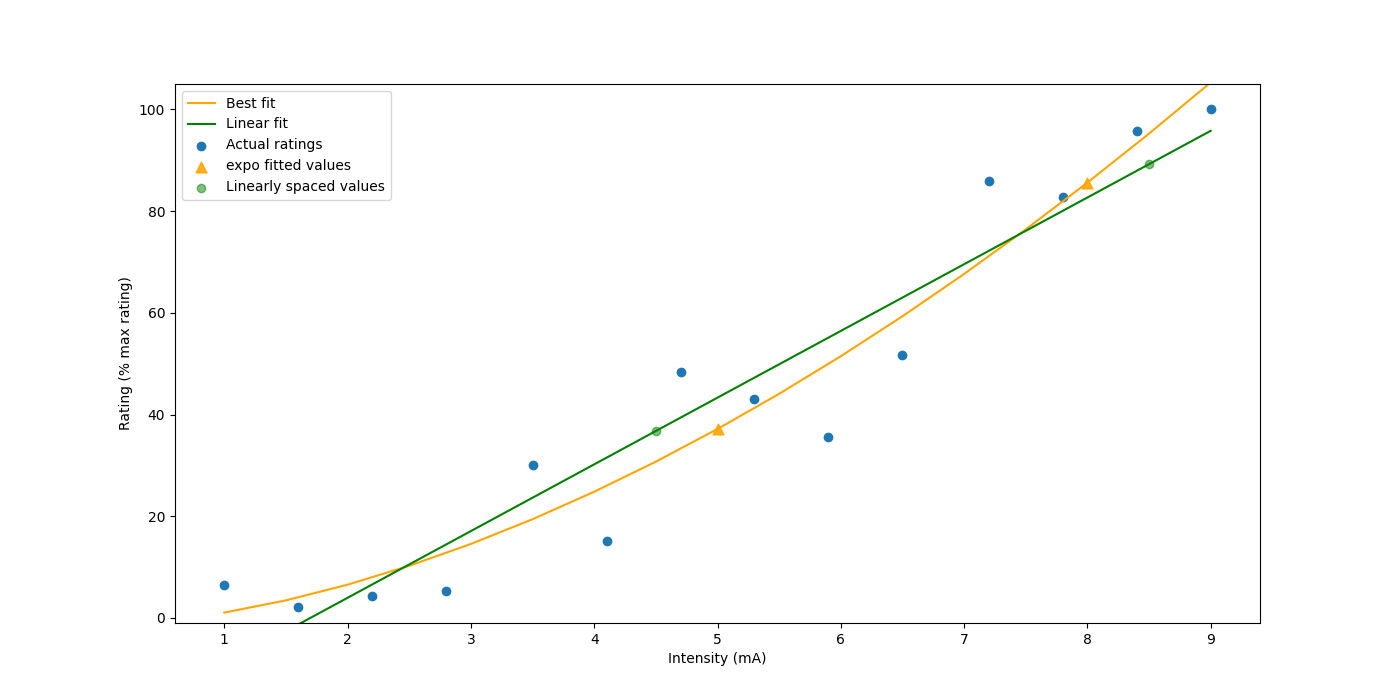 Best fit
Linear fit
Actual ratings
expo fitted values
Linearly spaced values
100
80
60
40
20
0
Rating (% max rating)
1 2 3 4 5 6 7 8 9
Intensity (mA)